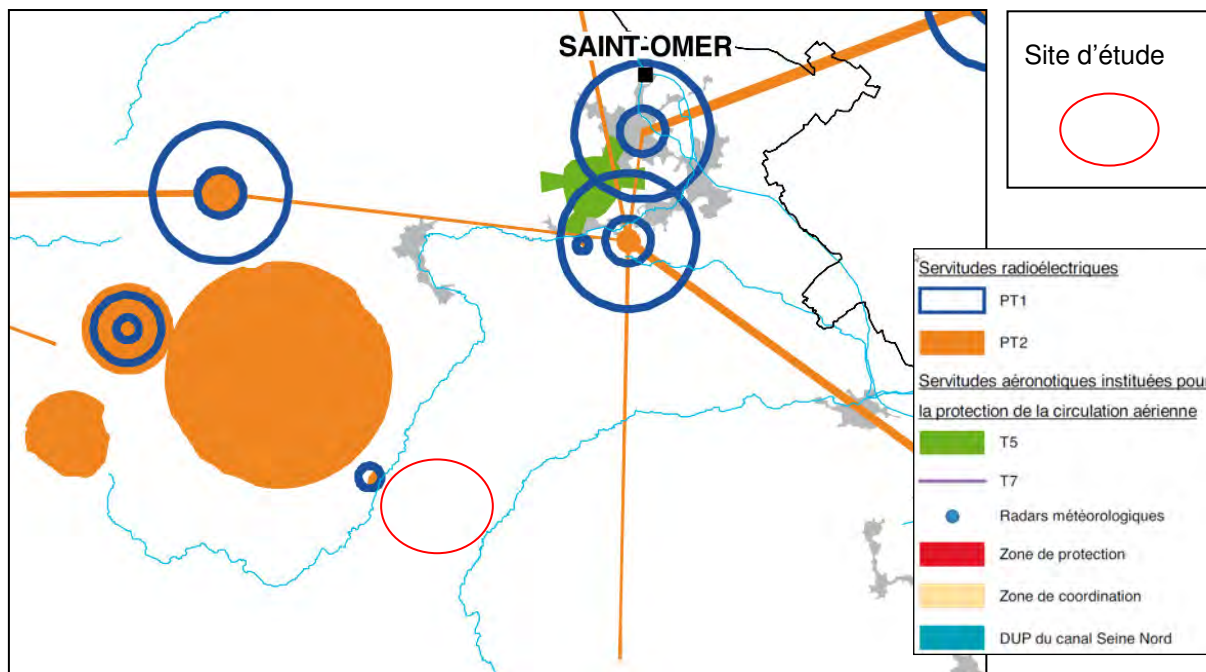 SAINT-OMER
Site d'étude
Servitudes radioélectriques
PT1
PT2
Servitudes aéronotiques instituées pour
la protection de la circulation aérienne
T5
T7
Radars météorologiques
Zone de protection
Zone de coordination
DUP du canal Seine Nord